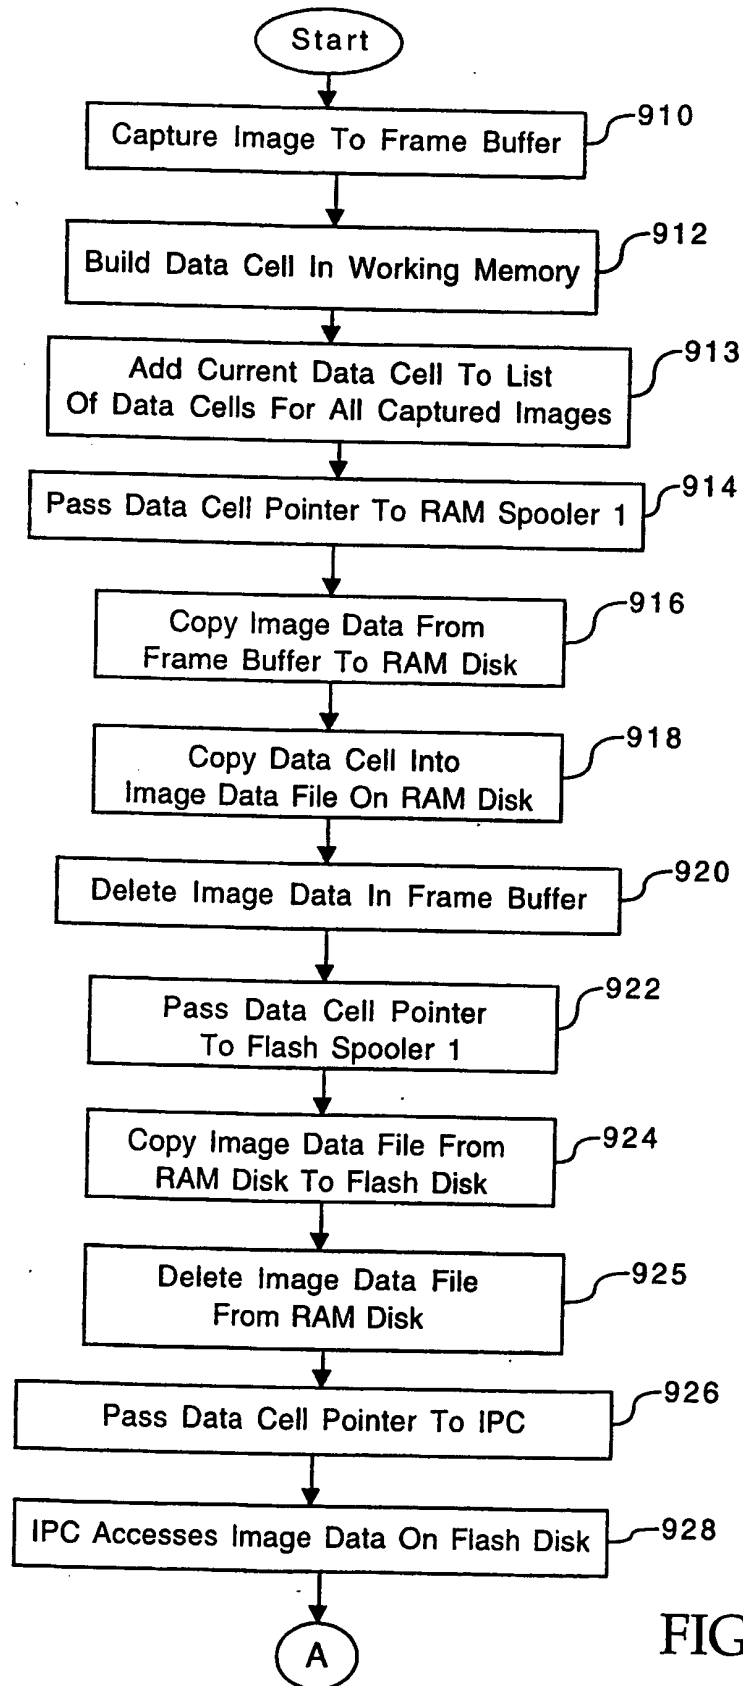 Start
Capture Image To Frame Buffer
910
Build Data Cell In Working Memory
912
Add Current Data Cell To List
Of Data Cells For All Captured Images
913
Pass Data Cell Pointer To RAM Spooler 1
914
Copy Image Data From
Frame Buffer To RAM Disk
916
Copy Data Cell Into
Image Data File On RAM Disk
918
Delete Image Data In Frame Buffer
920
Pass Data Cell Pointer
To Flash Spooler 1
922
Copy Image Data File From
RAM Disk To Flash Disk
924
Delete Image Data File
From RAM Disk
925
Pass Data Cell Pointer To IPC
926
IPC Accesses Image Data On Flash Disk
928
A
FIG